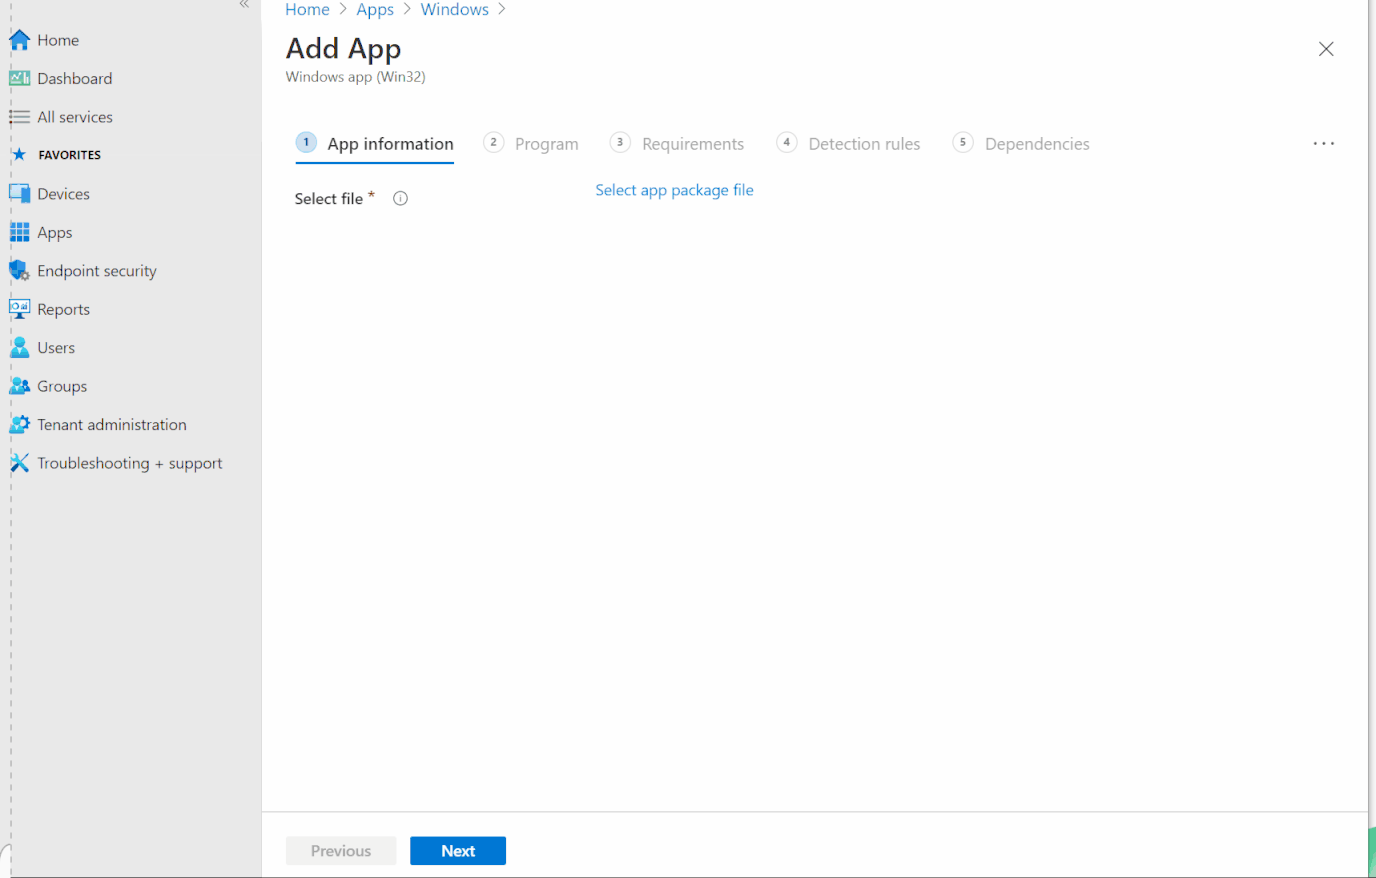 Home > Apps > Windows >
Add App
Windows app (Win32)
«
Home
Dashboard
All services
FAVORITES
Devices
Apps
Endpoint security
Reports
Users
Groups
Tenant administration
Troubleshooting + support
1 App information 2 Program 3 Requirements 4 Detection rules 5 Dependencies ...
Select file * Select app package file
Previous Next